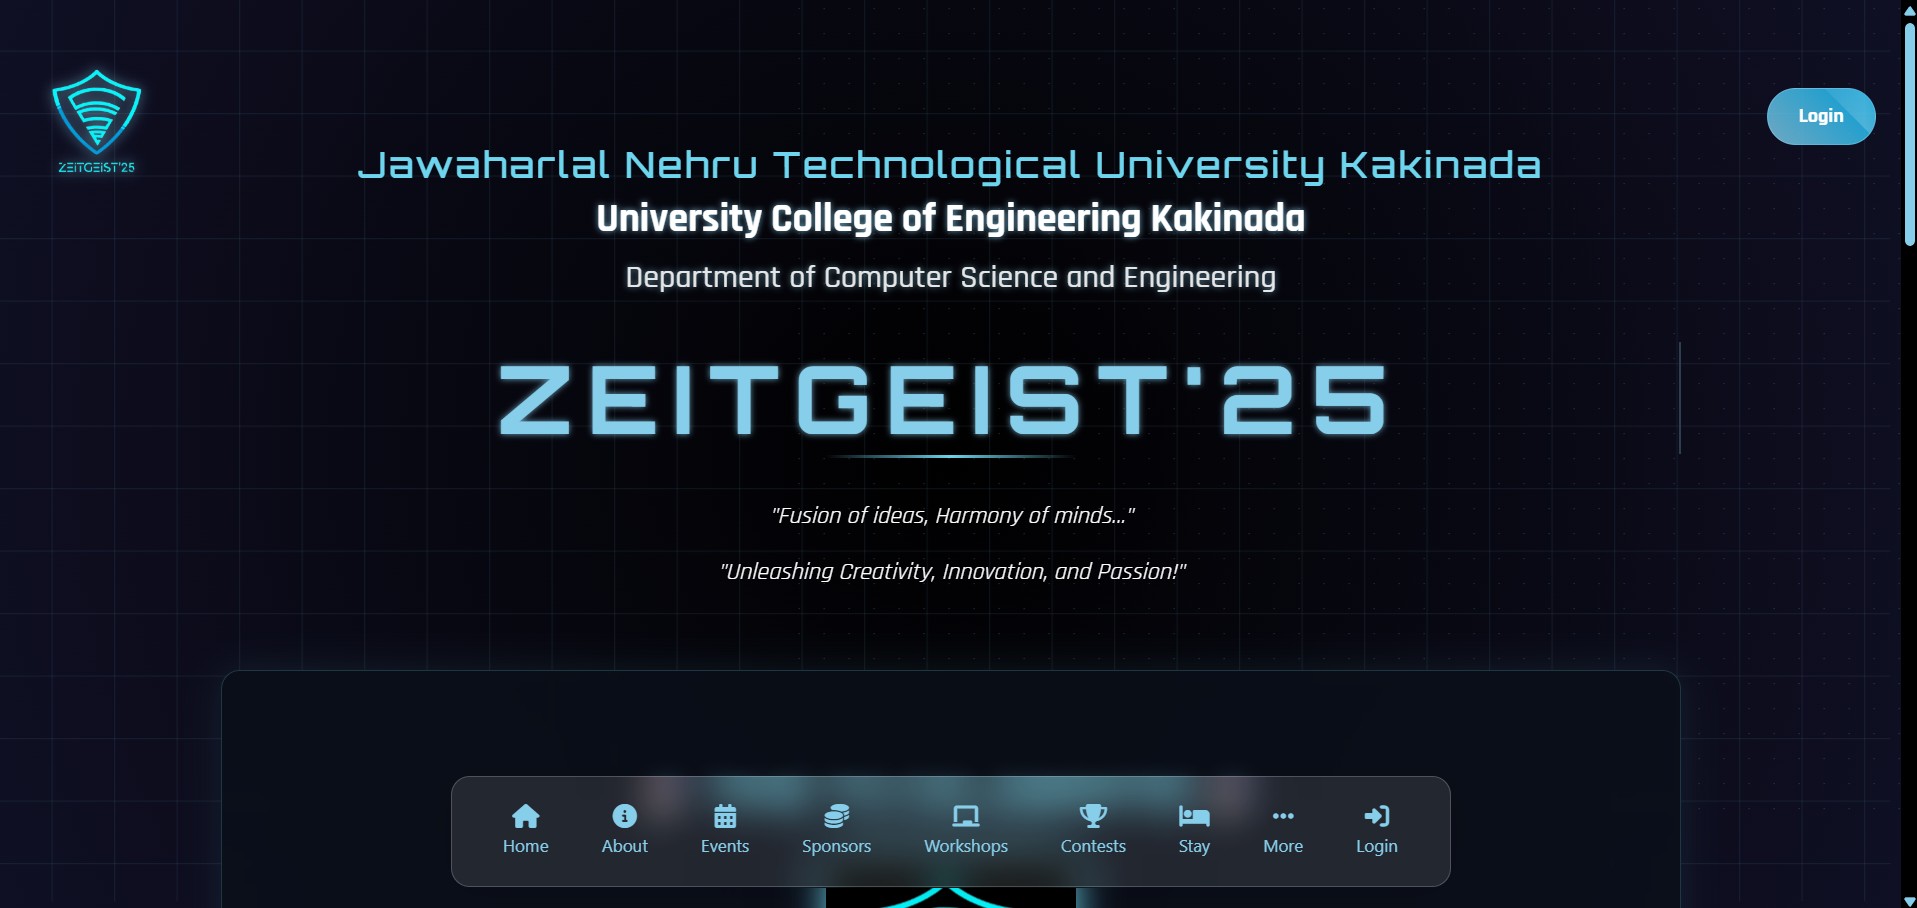 ZEITGEIST'25
Login
Jawaharlal Nehru Technological University Kakinada
University College of Engineering Kakinada
Department of Computer Science and Engineering
ZEITGEIST'25
"Fusion of ideas, Harmony of minds..."
"Unleashing Creativity, Innovation, and Passion!"
Home About Events Sponsors Workshops Contests Stay More Login